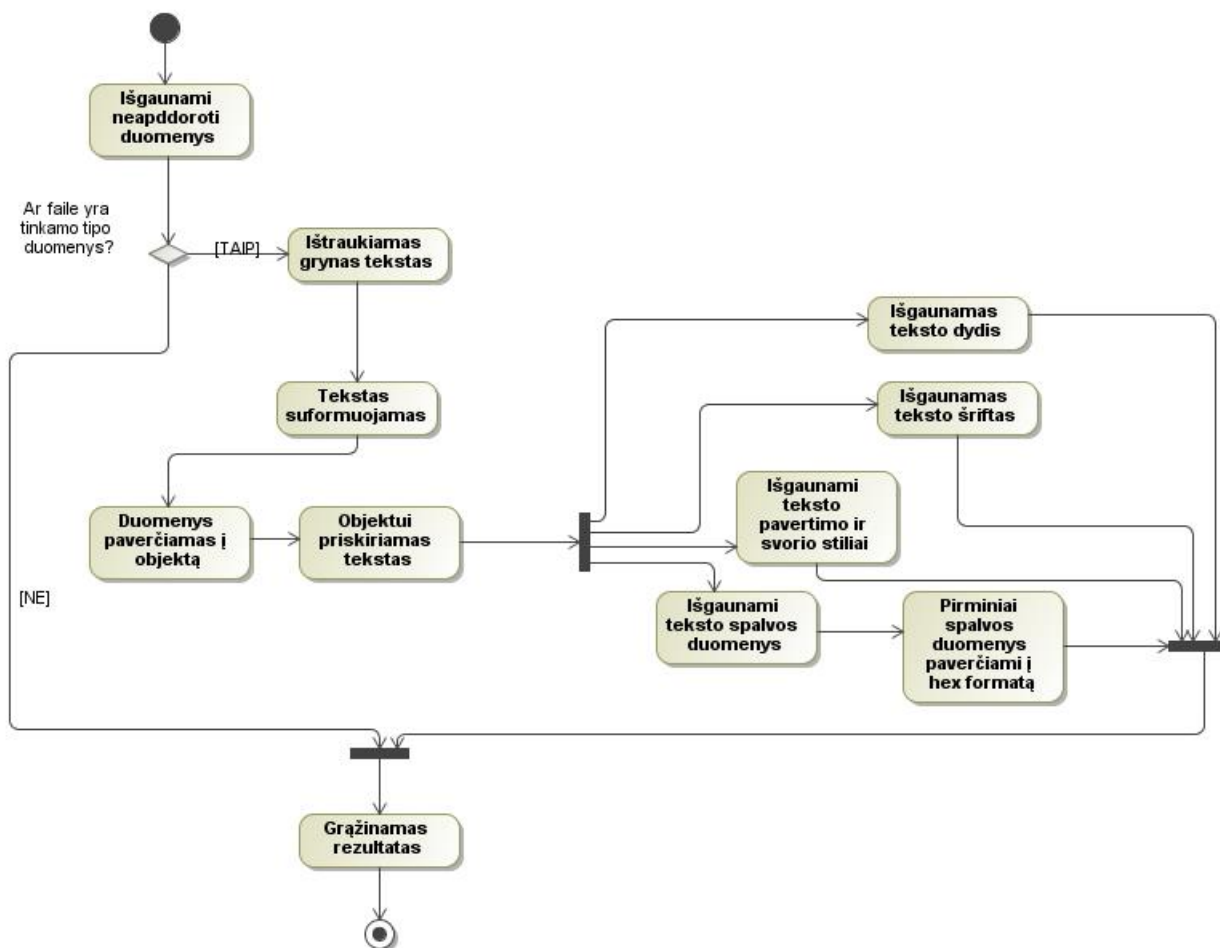 Išgaunami
neapddoroti
duomenys
Ar faile yra
tinkamo tipo
duomenys?
[TAIP]
Ištraukiamas
grynas tekstas
Išgaunamas
teksto dydis
Tekstas
suformuojamas
Išgaunamas
teksto šriftas
Išgaunami
teksto
pavertimo ir
svorio stiliai
Duomenys
paverčiamas į
objektą
Objektui
priskiriamas
tekstas
[NE]
Išgaunami
teksto spalvos
duomenys
Pirminiai
spalvos
duomenys
paverčiami į
hex formatą
Grąžinamas
rezultatas